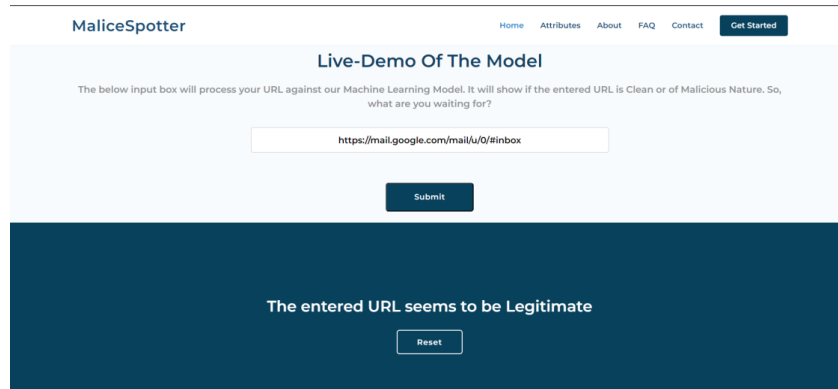 MaliceSpotter
Home Attributes About FAQ Contact Get Started
Live-Demo Of The Model
The below input box will process your URL against our Machine Learning Model. It will show if the entered URL is Clean or of Malicious Nature. So,
what are you waiting for?
https://mail.google.com/mail/u/0/#inbox
Submit
The entered URL seems to be Legitimate
Reset